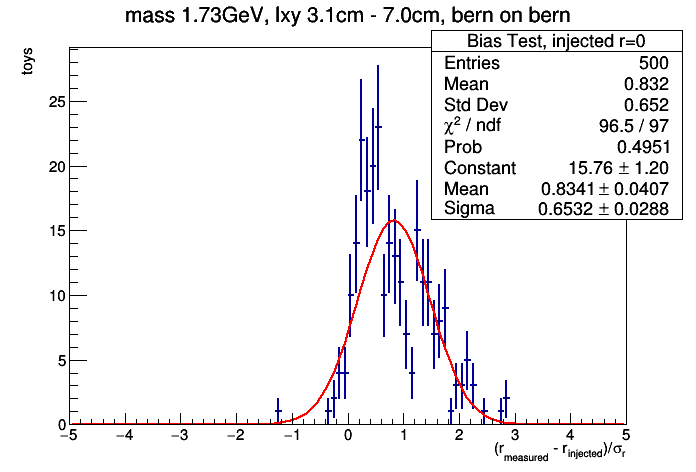 mass 1.73GeV, lxy 3.1cm - 7.0cm, bern on bern
Bias Test, injected r=0
Entries 500
Mean 0.832
Std Dev 0.652
χ² / ndf 96.5 / 97
Prob 0.4951
Constant 15.76 ± 1.20
Mean 0.8341 ± 0.0407
Sigma 0.6532 ± 0.0288
toys
25
20
15
10
5
0
−5 −4 −3 −2 −1 0 1 2 3 4 5
(r_measured - r_injected)/σ_r